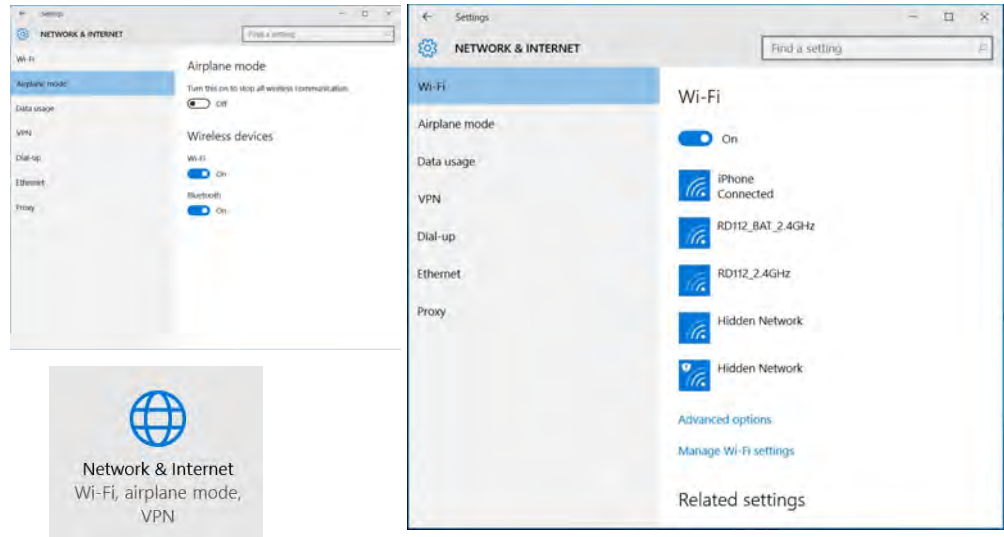 Settings
NETWORK & INTERNET
Find a setting
Wi-Fi
Airplane mode
Data usage
VPN
Dial-up
Ethernet
Proxy
Airplane mode
Turn this on to stop all wireless communication.
Off
Wireless devices
Wi-Fi
On
Bluetooth
On
Network & Internet
Wi-Fi, airplane mode,
VPN
Settings
NETWORK & INTERNET
Find a setting
Wi-Fi
Airplane mode
Data usage
VPN
Dial-up
Ethernet
Proxy
Wi-Fi
On
iPhone
Connected
RD112_BAT_2.4GHz
RD112_2.4GHz
Hidden Network
Hidden Network
Advanced options
Manage Wi-Fi settings
Related settings